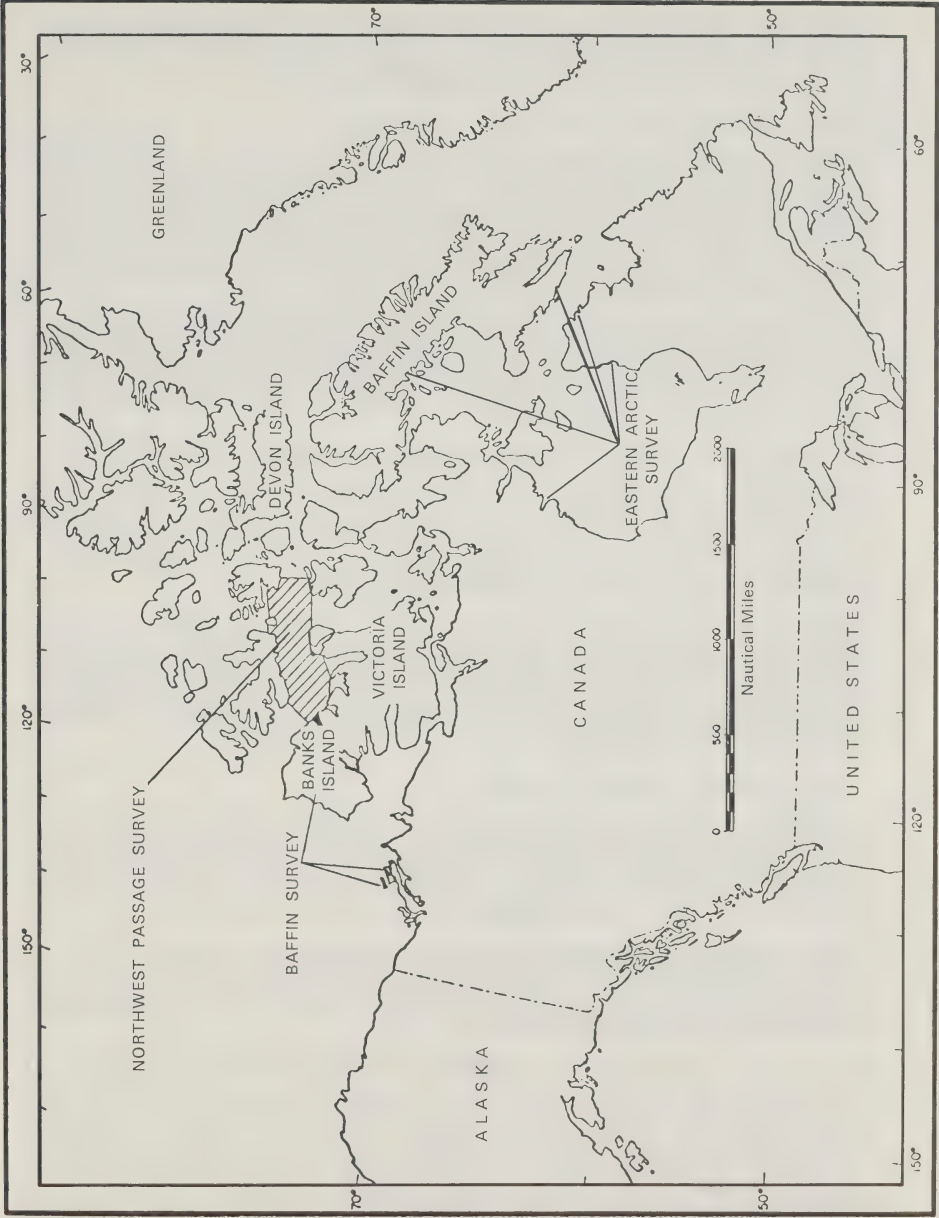 30°
60°
90°
120°
150°
70°
50°
GREENLAND
BAFFIN ISLAND
DEVON ISLAND
NORTHWEST PASSAGE SURVEY
BAFFIN SURVEY
BANKS
ISLAND
VICTORIA
ISLAND
EASTERN ARCTIC
SURVEY
CANADA
ALASKA
UNITED STATES
0 500 1000 1500 2000
Nautical Miles
70°
50°
150°
120°
90°
60°